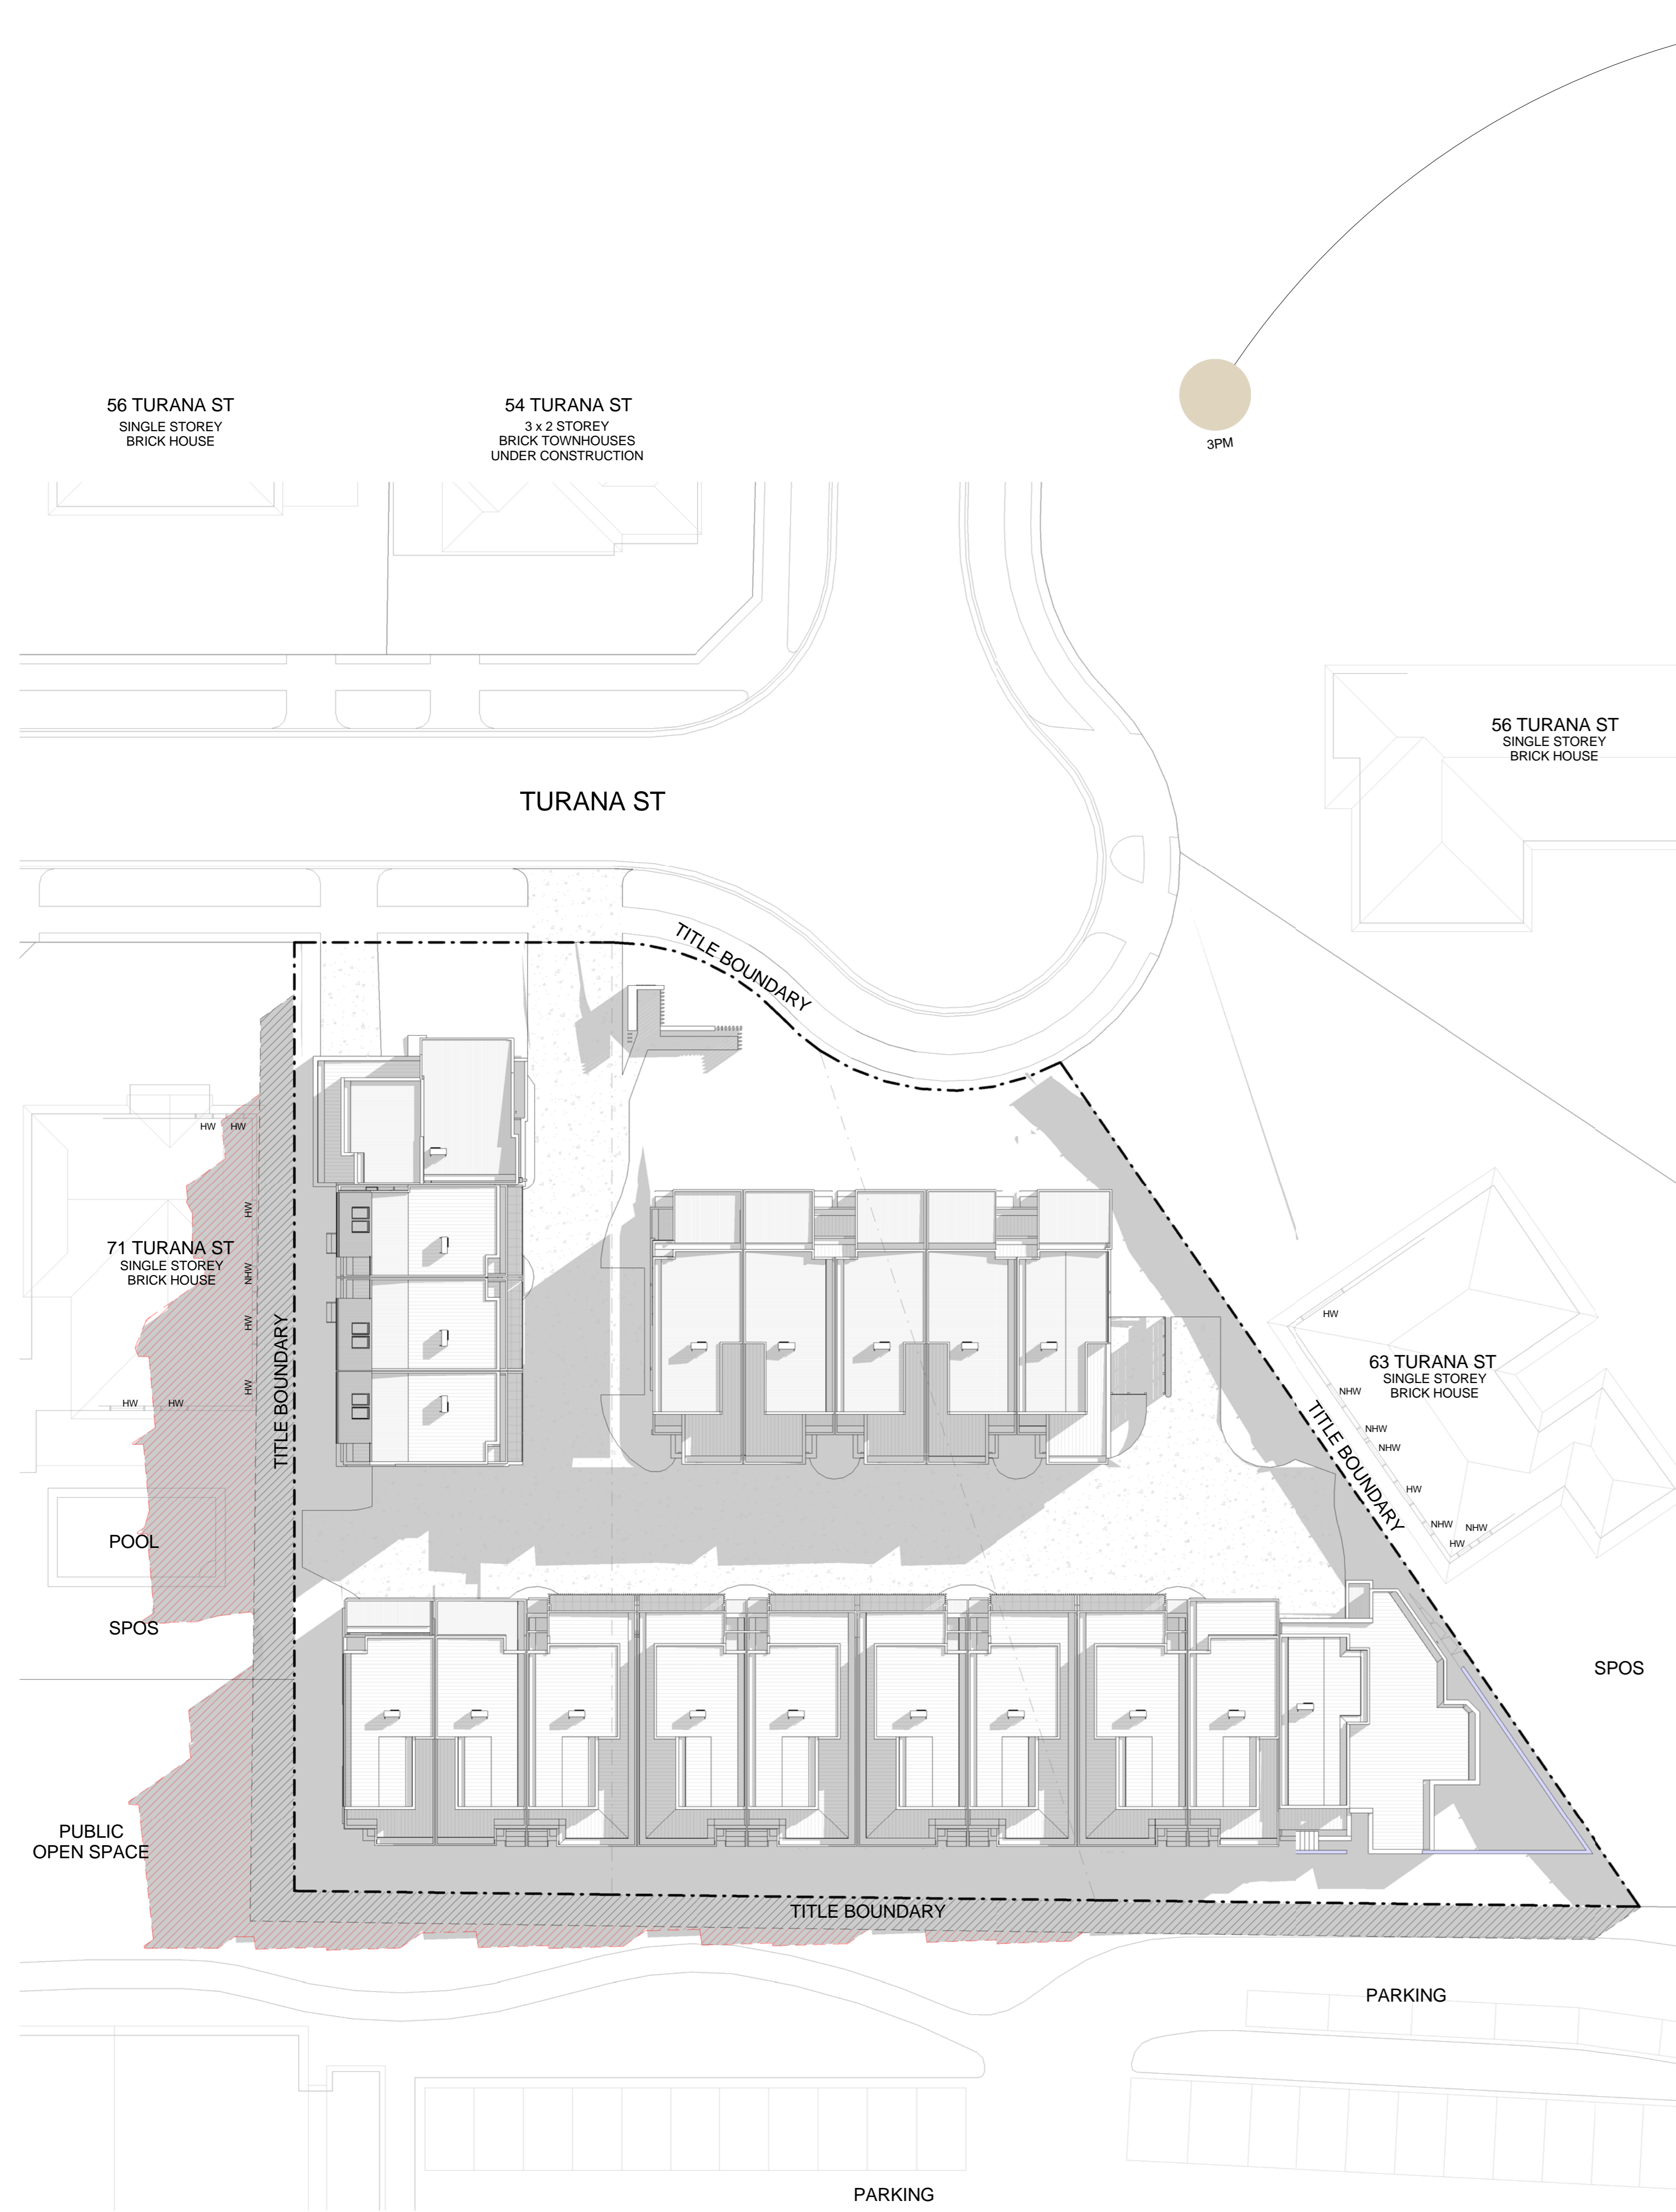 3PM
56 TURANA ST
SINGLE STOREY
BRICK HOUSE
54 TURANA ST
3 x 2 STOREY
BRICK TOWNHOUSES
UNDER CONSTRUCTION
56 TURANA ST
SINGLE STOREY
BRICK HOUSE
TURANA ST
TITLE BOUNDARY
HW
HW
HW
71 TURANA ST
SINGLE STOREY
BRICK HOUSE
NHW
HW
HW
HW
HW
TITLE BOUNDARY
HW
63 TURANA ST
SINGLE STOREY
BRICK HOUSE
NHW
NHW
NHW
HW
NHW
NHW
HW
TITLE BOUNDARY
POOL
SPOS
SPOS
PUBLIC
OPEN SPACE
TITLE BOUNDARY
PARKING
PARKING